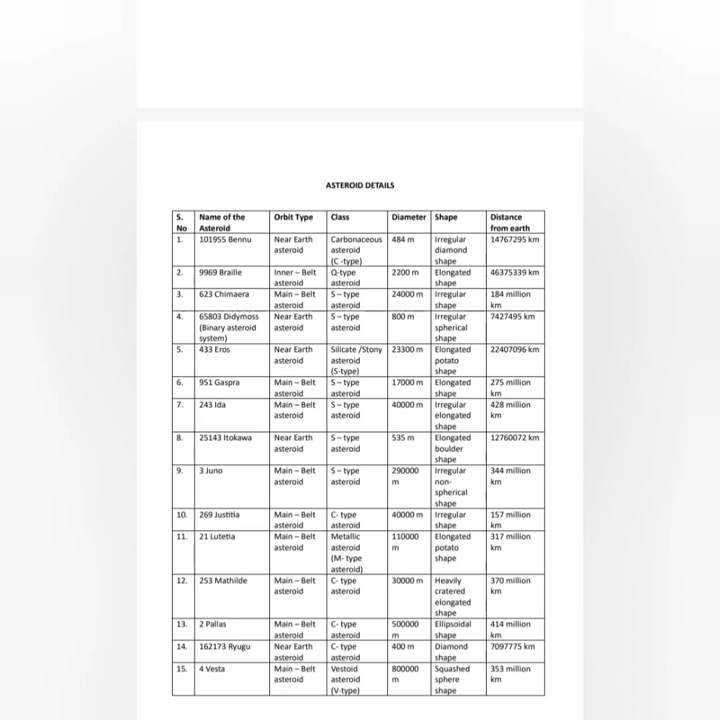 ASTEROID DETAILS
S. No | Name of the Asteroid | Orbit Type | Class | Diameter | Shape | Distance from earth
1. | 101955 Bennu | Near Earth asteroid | Carbonaceous asteroid (C -type) | 484 m | Irregular diamond shape | 14767295 km
2. | 9969 Braille | Inner – Belt asteroid | Q-type asteroid | 2200 m | Elongated shape | 46375339 km
3. | 623 Chimaera | Main – Belt asteroid | S – type asteroid | 24000 m | Irregular shape | 184 million km
4. | 65803 Didymoss (Binary asteroid system) | Near Earth asteroid | S – type asteroid | 800 m | Irregular spherical shape | 7427495 km
5. | 433 Eros | Near Earth asteroid | Silicate /Stony asteroid (S-type) | 23300 m | Elongated potato shape | 22407096 km
6. | 951 Gaspra | Main – Belt asteroid | S – type asteroid | 17000 m | Elongated shape | 275 million km
7. | 243 Ida | Main – Belt asteroid | S – type asteroid | 40000 m | Irregular elongated shape | 428 million km
8. | 25143 Itokawa | Near Earth asteroid | S – type asteroid | 535 m | Elongated boulder shape | 12760072 km
9. | 3 Juno | Main – Belt asteroid | S – type asteroid | 290000 m | Irregular non-spherical shape | 344 million km
10. | 269 Justitia | Main – Belt asteroid | C- type asteroid | 40000 m | Irregular shape | 157 million km
11. | 21 Lutetia | Main – Belt asteroid | Metallic asteroid (M- type asteroid) | 110000 m | Elongated potato shape | 317 million km
12. | 253 Mathilde | Main – Belt asteroid | C- type asteroid | 30000 m | Heavily cratered elongated shape | 370 million km
13. | 2 Pallas | Main – Belt asteroid | C- type asteroid | 500000 m | Ellipsoidal shape | 414 million km
14. | 162173 Ryugu | Near Earth asteroid | C- type asteroid | 400 m | Diamond shape | 7097775 km
15. | 4 Vesta | Main – Belt asteroid | Vestoid asteroid (V-type) | 800000 m | Squashed sphere shape | 353 million km